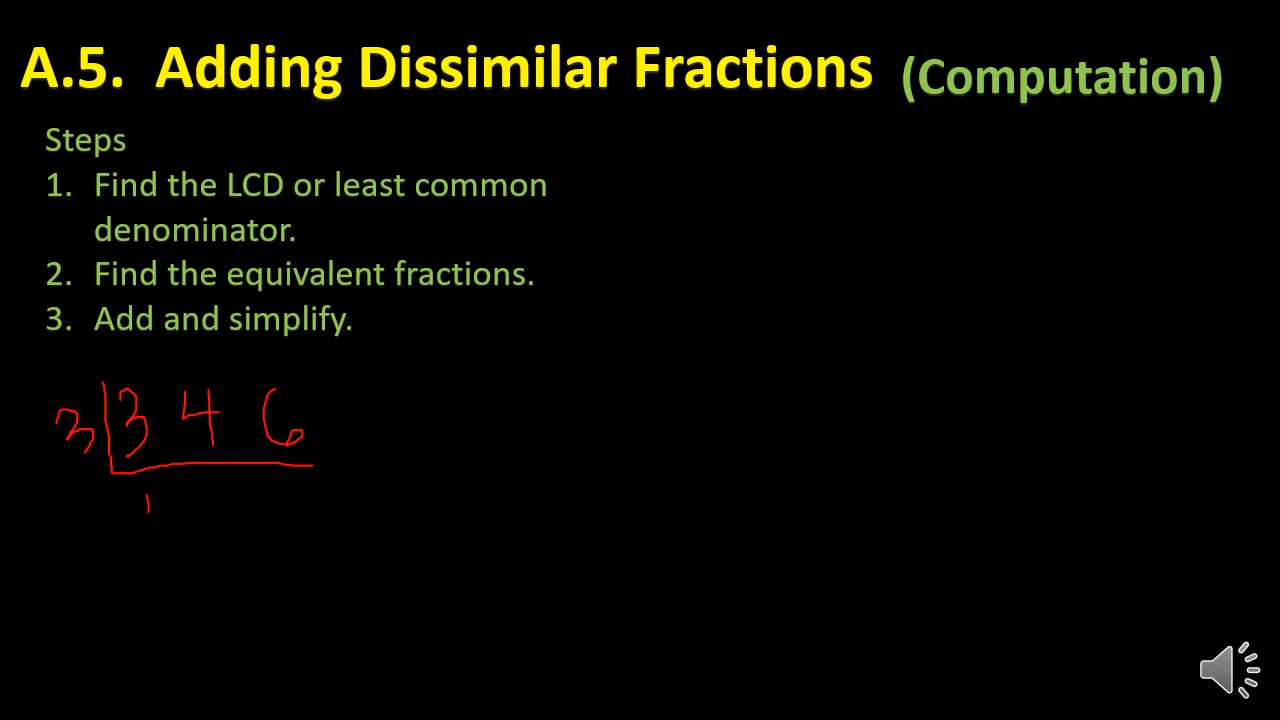 A.5. Adding Dissimilar Fractions (Computation)
Steps
1. Find the LCD or least common
denominator.
2. Find the equivalent fractions.
3. Add and simplify.
3 3 4 6
1